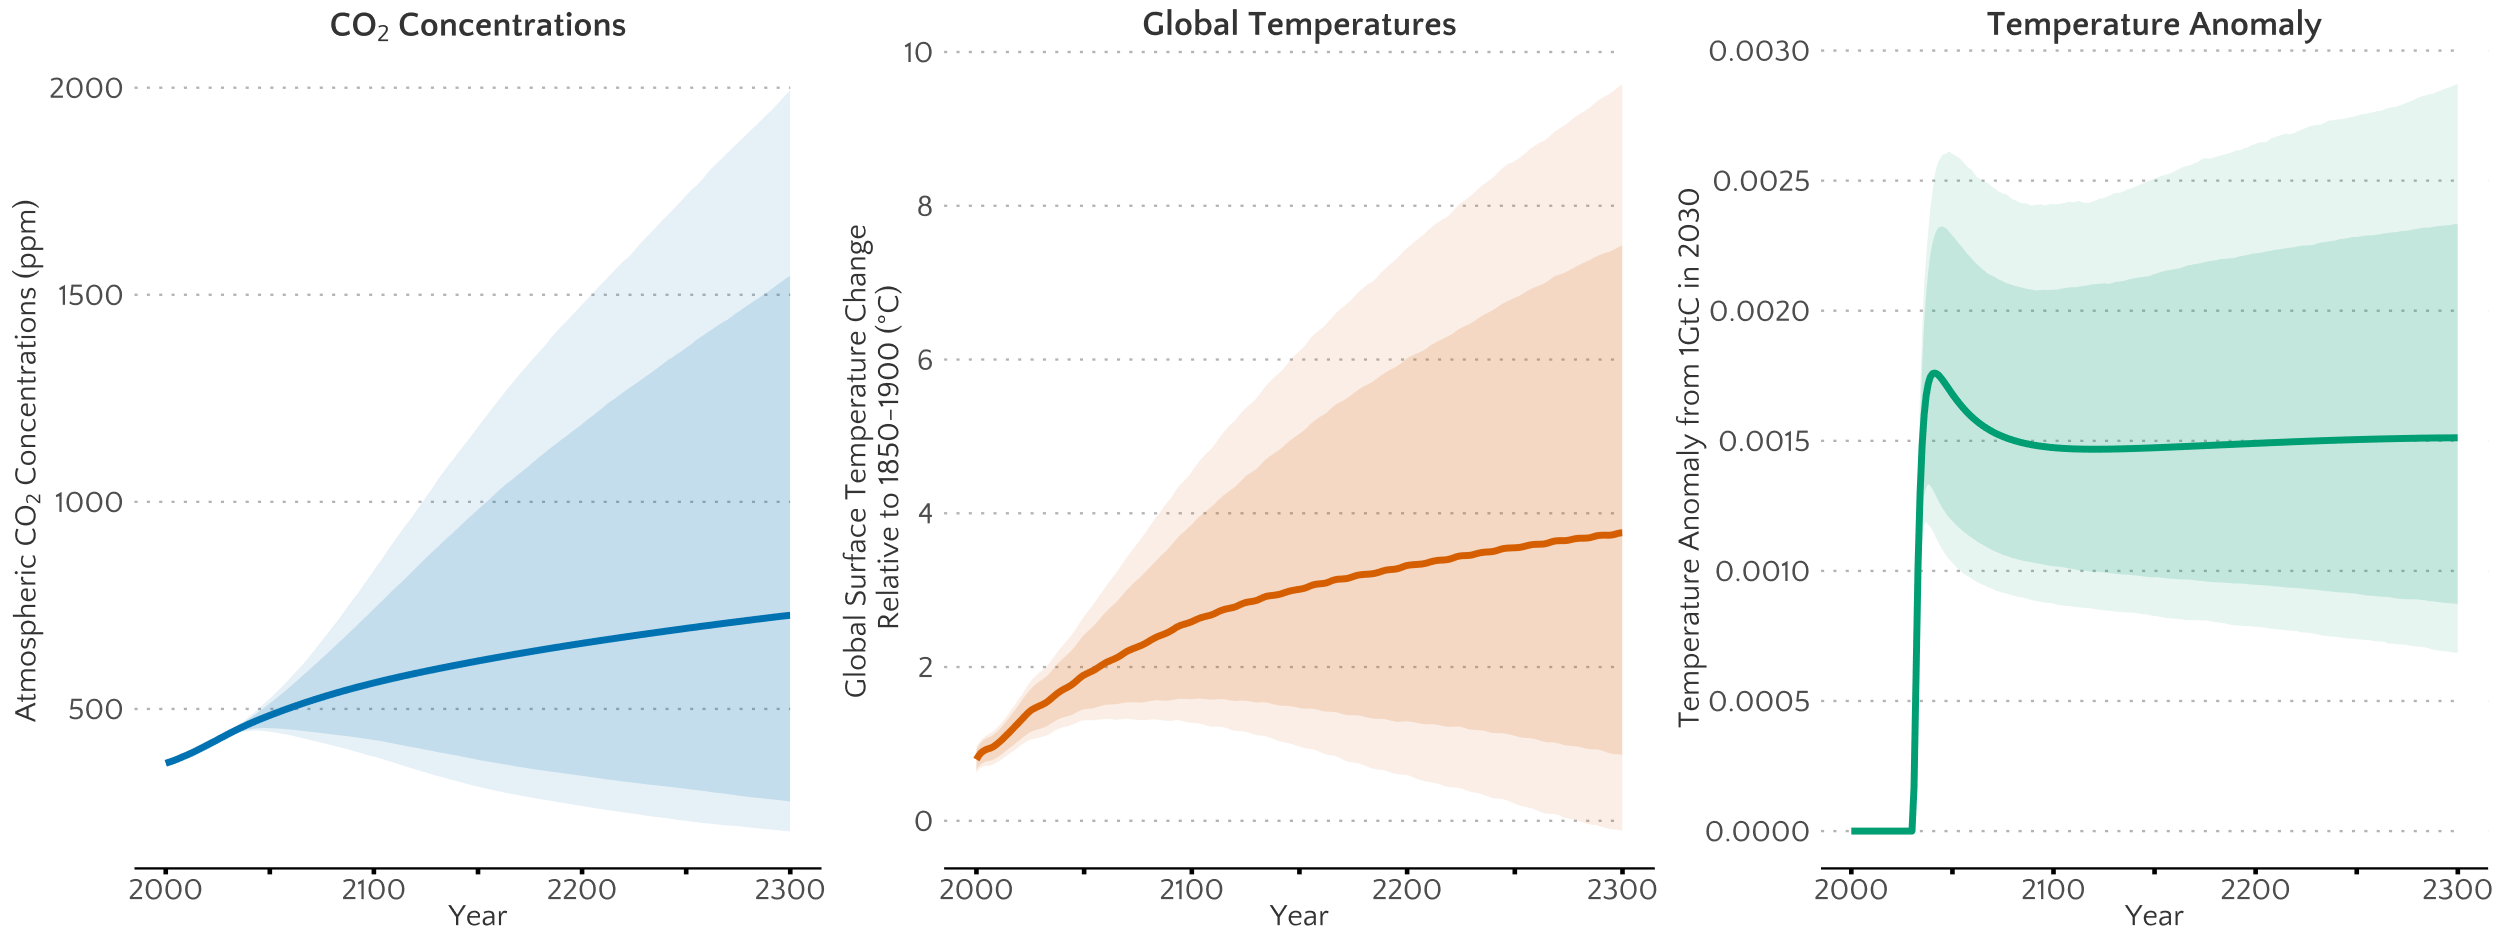 CO₂ Concentrations
Atmospheric CO₂ Concentrations (ppm)
2000
1500
1000
500
2000
2100
2200
2300
Year
Global Temperatures
Global Surface Temperature Change
Relative to 1850–1900 (°C)
10
8
6
4
2
0
2000
2100
2200
2300
Year
Temperature Anomaly
Temperature Anomaly from 1GtC in 2030
0.0030
0.0025
0.0020
0.0015
0.0010
0.0005
0.0000
2000
2100
2200
2300
Year